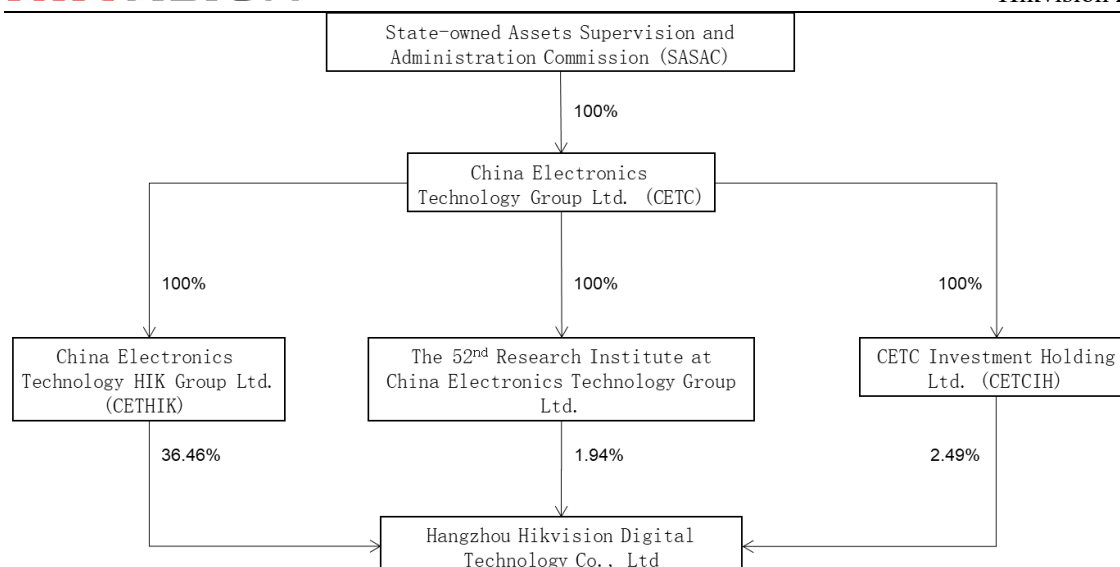 Hikvision
State-owned Assets Supervision and
Administration Commission (SASAC)
100%
China Electronics
Technology Group Ltd. (CETC)
100%
100%
100%
China Electronics
Technology HIK Group Ltd.
(CETHIK)
The 52nd Research Institute at
China Electronics Technology Group
Ltd.
CETC Investment Holding
Ltd. (CETCIH)
36.46%
1.94%
2.49%
Hangzhou Hikvision Digital
Technology Co., Ltd